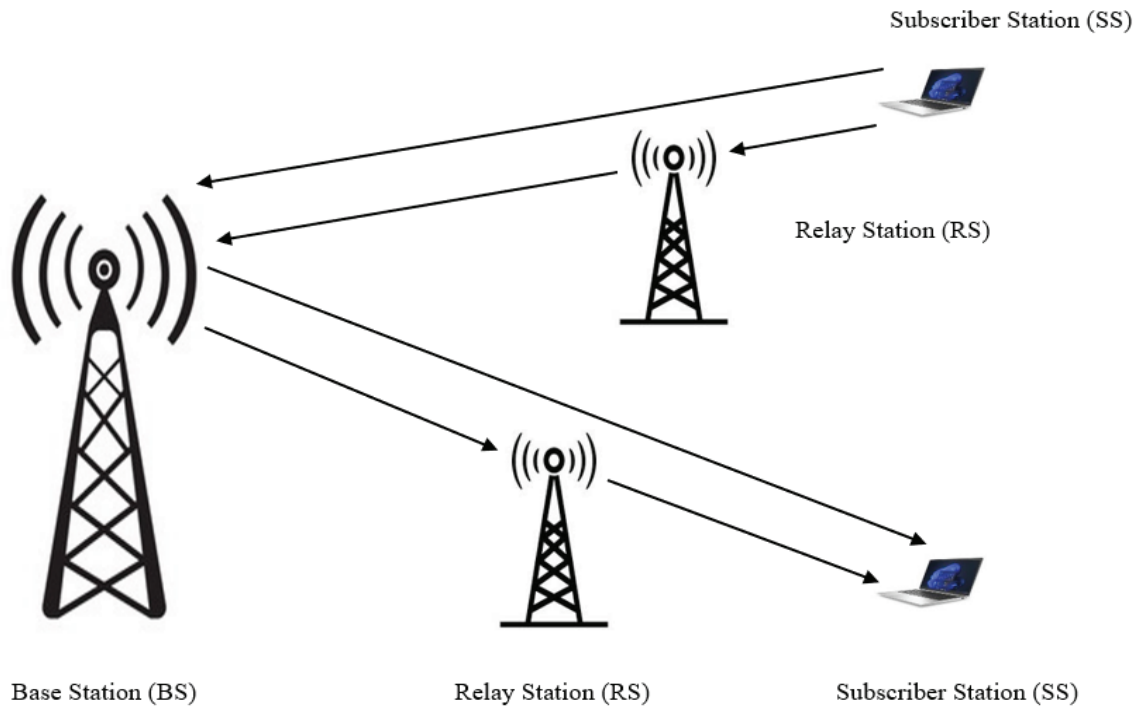 Subscriber Station (SS)
Relay Station (RS)
Base Station (BS)
Relay Station (RS)
Subscriber Station (SS)